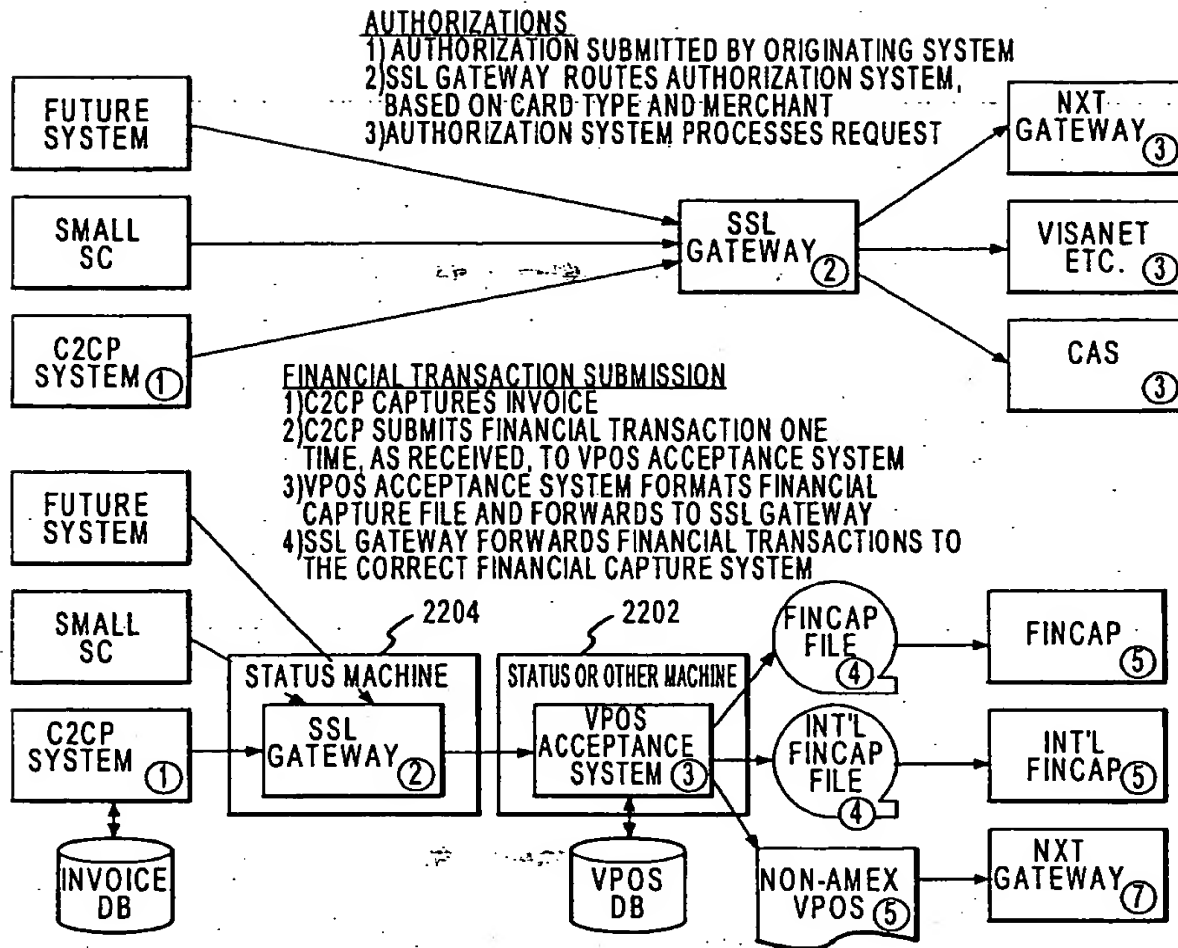 AUTHORIZATIONS
1)AUTHORIZATION SUBMITTED BY ORIGINATING SYSTEM
2)SSL GATEWAY ROUTES AUTHORIZATION SYSTEM,
BASED ON CARD TYPE AND MERCHANT
3)AUTHORIZATION SYSTEM PROCESSES REQUEST
FUTURE
SYSTEM
SMALL
SC
C2CP
SYSTEM 1
SSL
GATEWAY 2
NXT
GATEWAY 3
VISANET
ETC. 3
CAS
3
FINANCIAL TRANSACTION SUBMISSION
1)C2CP CAPTURES INVOICE
2)C2CP SUBMITS FINANCIAL TRANSACTION ONE
TIME, AS RECEIVED, TO VPOS ACCEPTANCE SYSTEM
3)VPOS ACCEPTANCE SYSTEM FORMATS FINANCIAL
CAPTURE FILE AND FORWARDS TO SSL GATEWAY
4)SSL GATEWAY FORWARDS FINANCIAL TRANSACTIONS TO
THE CORRECT FINANCIAL CAPTURE SYSTEM
FUTURE
SYSTEM
SMALL
SC
C2CP
SYSTEM 1
INVOICE
DB
2204
STATUS MACHINE
SSL
GATEWAY 2
2202
STATUS OR OTHER MACHINE
VPOS
ACCEPTANCE
SYSTEM 3
VPOS
DB
FINCAP
FILE
4
INT'L
FINCAP
FILE
4
NON-AMEX
VPOS 5
FINCAP
5
INT'L
FINCAP 5
NXT
GATEWAY 7